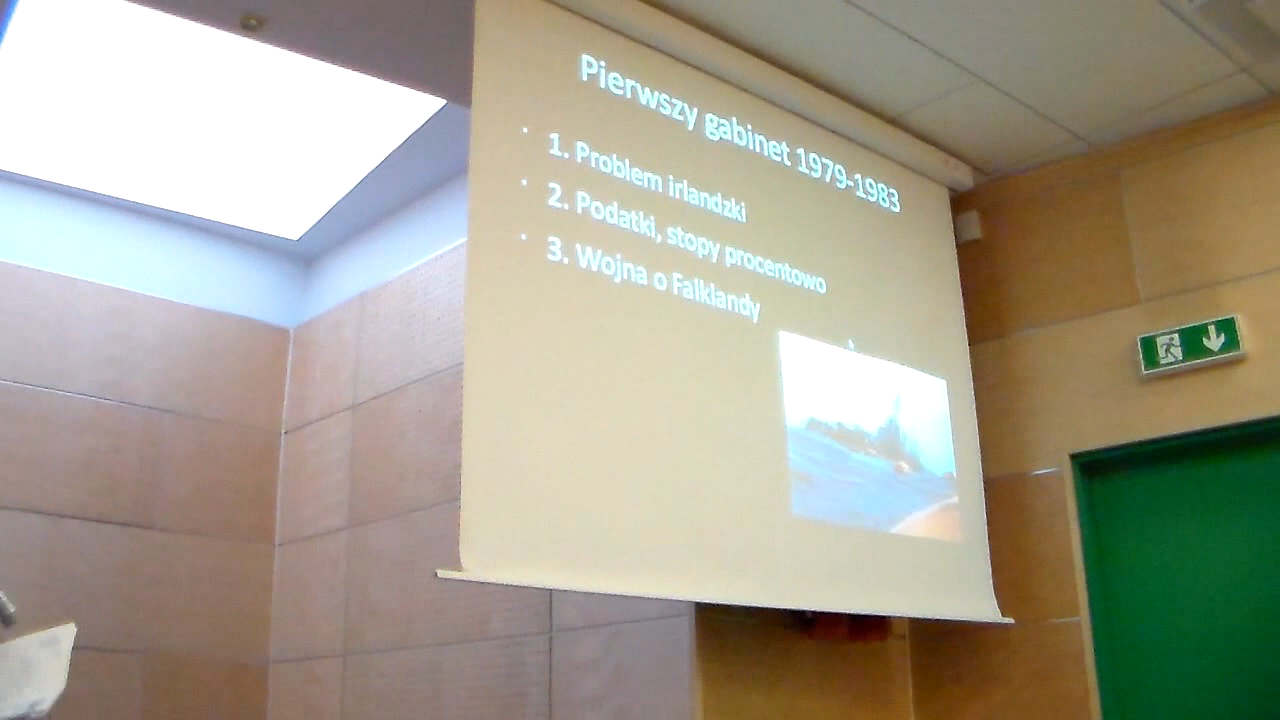 Pierwszy gabinet 1979-1983
• 1. Problem irlandzki
• 2. Podatki, stopy procentowo
• 3. Wojna o Falklandy